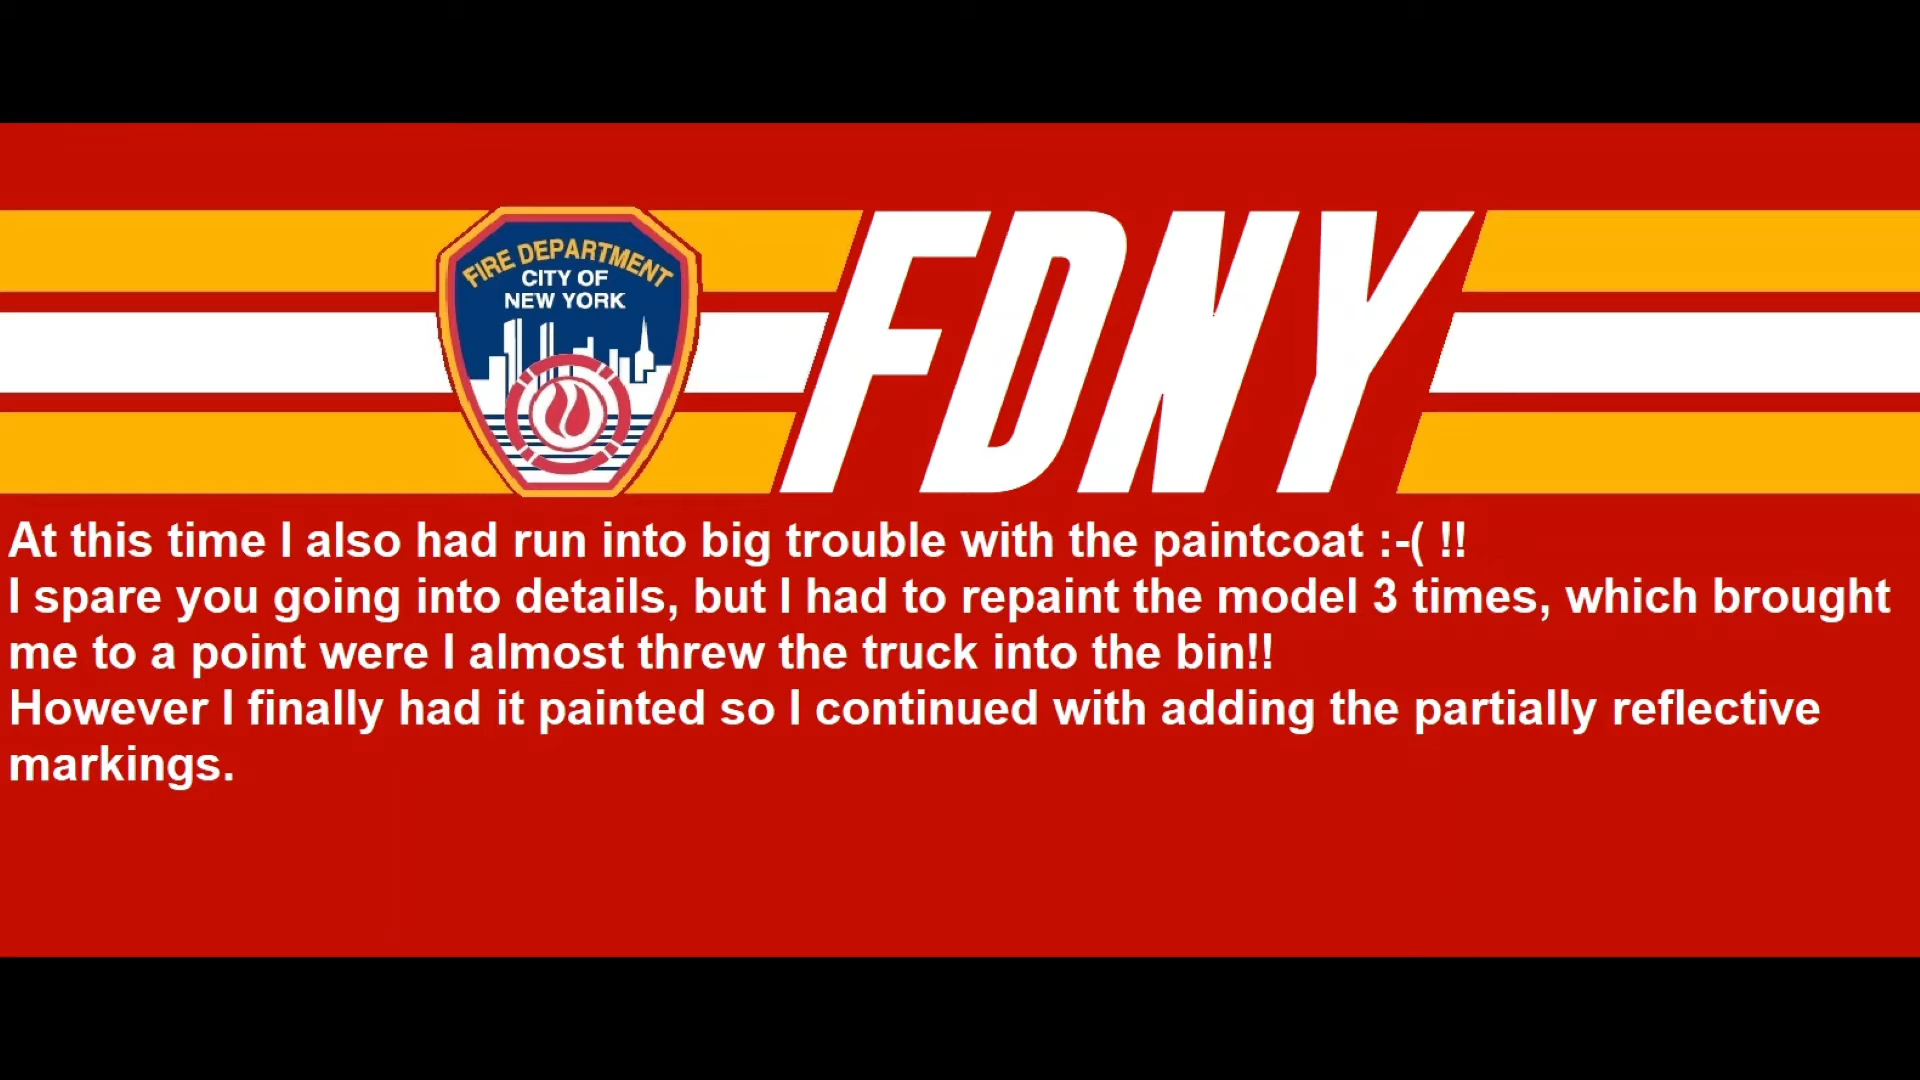 FIRE DEPARTMENT
CITY OF
NEW YORK
FDNY
At this time I also had run into big trouble with the paintcoat :-( !!
I spare you going into details, but I had to repaint the model 3 times, which brought
me to a point were I almost threw the truck into the bin!!
However I finally had it painted so I continued with adding the partially reflective
markings.